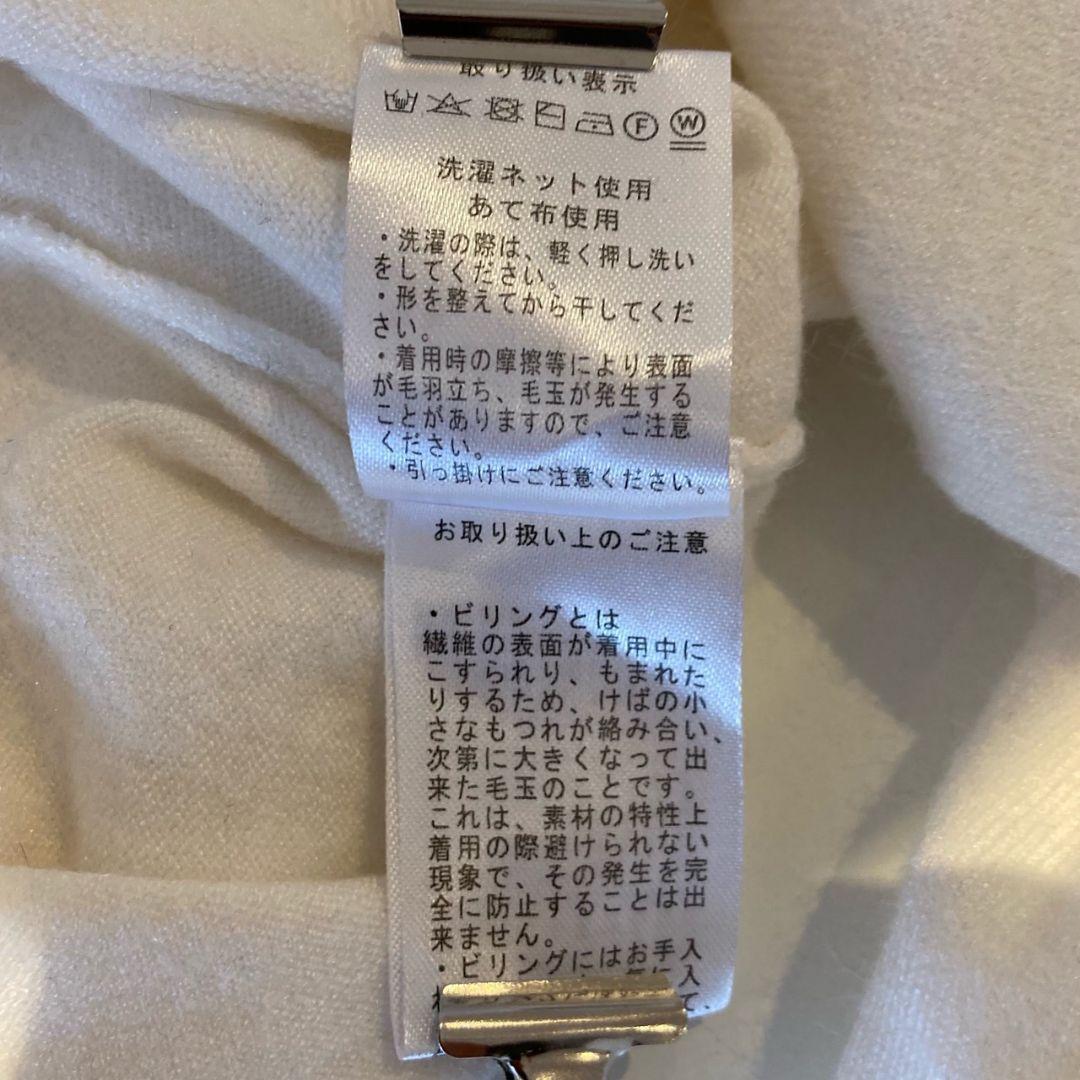 取り扱い表示
F W
洗濯ネット使用
あて布使用
・洗濯の際は、軽く押し洗い
をしてください。
・形を整えてから干してくだ
さい。
・着用時の摩擦等により表面
が毛羽立ち、毛玉が発生する
ことがありますので、ご注意
ください。
・引っ掛けにご注意ください。
お取り扱い上のご注意
・ビリングとは
繊維の表面が着用中に
こすられり、もまれた
りするため、けばの小
さなもつれが絡み合い、
次第に大きくなって出
来た毛玉のことです。
これは、素材の特性上
着用の際避けられない
現象で、その発生を完
全に防止することは出
来ません。
・ビリングにはお手入